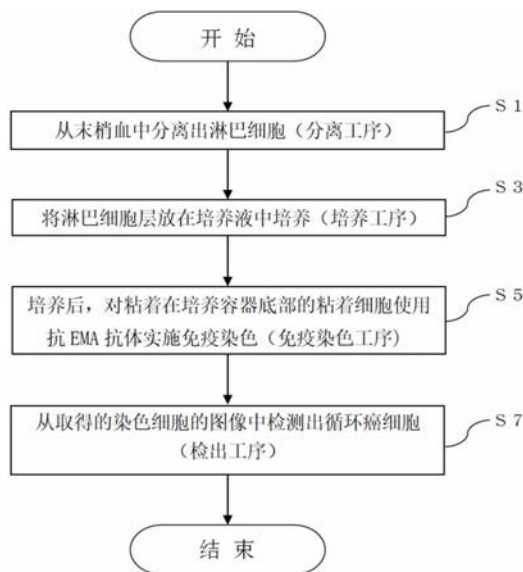 开 始
S 1
从末梢血中分离出淋巴细胞（分离工序）
S 3
将淋巴细胞层放在培养液中培养（培养工序）
S 5
培养后，对粘着在培养容器底部的粘着细胞使用
抗 EMA 抗体实施免疫染色（免疫染色工序)
S 7
从取得的染色细胞的图像中检测出循环癌细胞
（检出工序）
结 束